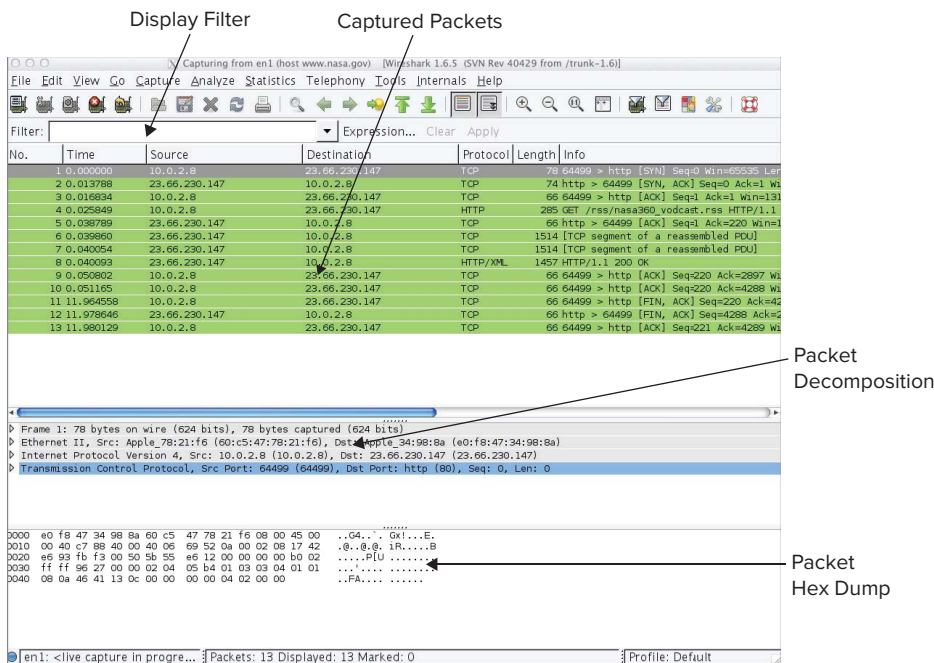 Display Filter
Captured Packets
Capturing from en1 (host www.nasa.gov) [Wireshark 1.6.5 (SVN Rev 40429 from /trunk-1.6)]
File Edit View Go Capture Analyze Statistics Telephony Tools Internals Help
Filter: Expression... Clear Apply
No. Time Source Destination Protocol Length Info
1 0.000000 10.0.2.8 23.66.230.147 TCP 78 64499 > http [SYN] Seq=0 Win=65535 Len
2 0.013788 23.66.230.147 10.0.2.8 TCP 74 http > 64499 [SYN, ACK] Seq=0 Ack=1 Wi
3 0.016834 10.0.2.8 23.66.230.147 TCP 66 64499 > http [ACK] Seq=1 Ack=1 Win=131
4 0.025849 10.0.2.8 23.66.230.147 HTTP 285 GET /rss/nasa360_vodcast.rss HTTP/1.1
5 0.038789 23.66.230.147 10.0.2.8 TCP 66 http > 64499 [ACK] Seq=1 Ack=220 Win=1
6 0.039860 23.66.230.147 10.0.2.8 TCP 1514 [TCP segment of a reassembled PDU]
7 0.040054 23.66.230.147 10.0.2.8 TCP 1514 [TCP segment of a reassembled PDU]
8 0.040093 23.66.230.147 10.0.2.8 HTTP/XML 1457 HTTP/1.1 200 OK
9 0.050802 10.0.2.8 23.66.230.147 TCP 66 64499 > http [ACK] Seq=220 Ack=2897 Wi
10 0.051165 10.0.2.8 23.66.230.147 TCP 66 64499 > http [ACK] Seq=220 Ack=4288 Wi
11 11.964558 10.0.2.8 23.66.230.147 TCP 66 64499 > http [FIN, ACK] Seq=220 Ack=42
12 11.978646 23.66.230.147 10.0.2.8 TCP 66 http > 64499 [FIN, ACK] Seq=4288 Ack=2
13 11.980129 10.0.2.8 23.66.230.147 TCP 66 64499 > http [ACK] Seq=221 Ack=4289 Wi
Packet
Decomposition
Frame 1: 78 bytes on wire (624 bits), 78 bytes captured (624 bits)
Ethernet II, Src: Apple_78:21:f6 (60:c5:47:78:21:f6), Dst: Apple_34:98:8a (e0:f8:47:34:98:8a)
Internet Protocol Version 4, Src: 10.0.2.8 (10.0.2.8), Dst: 23.66.230.147 (23.66.230.147)
Transmission Control Protocol, Src Port: 64499 (64499), Dst Port: http (80), Seq: 0, Len: 0
0000 e0 f8 47 34 98 8a 60 c5 47 78 21 f6 08 00 45 00 ..G4..`. Gx!...E.
0010 00 40 c7 88 40 00 40 06 69 52 0a 00 02 08 17 42 .@..@.@. iR.....B
0020 e6 93 fb f3 00 50 5b 55 e6 12 00 00 00 00 b0 02 .....P[U ........
0030 ff ff 96 27 00 00 02 04 05 b4 01 03 03 04 01 01 ...'.... ........
0040 08 0a 46 41 13 0c 00 00 00 00 04 02 00 00 ..FA.... ......
Packet
Hex Dump
en1: <live capture in progre... Packets: 13 Displayed: 13 Marked: 0 Profile: Default